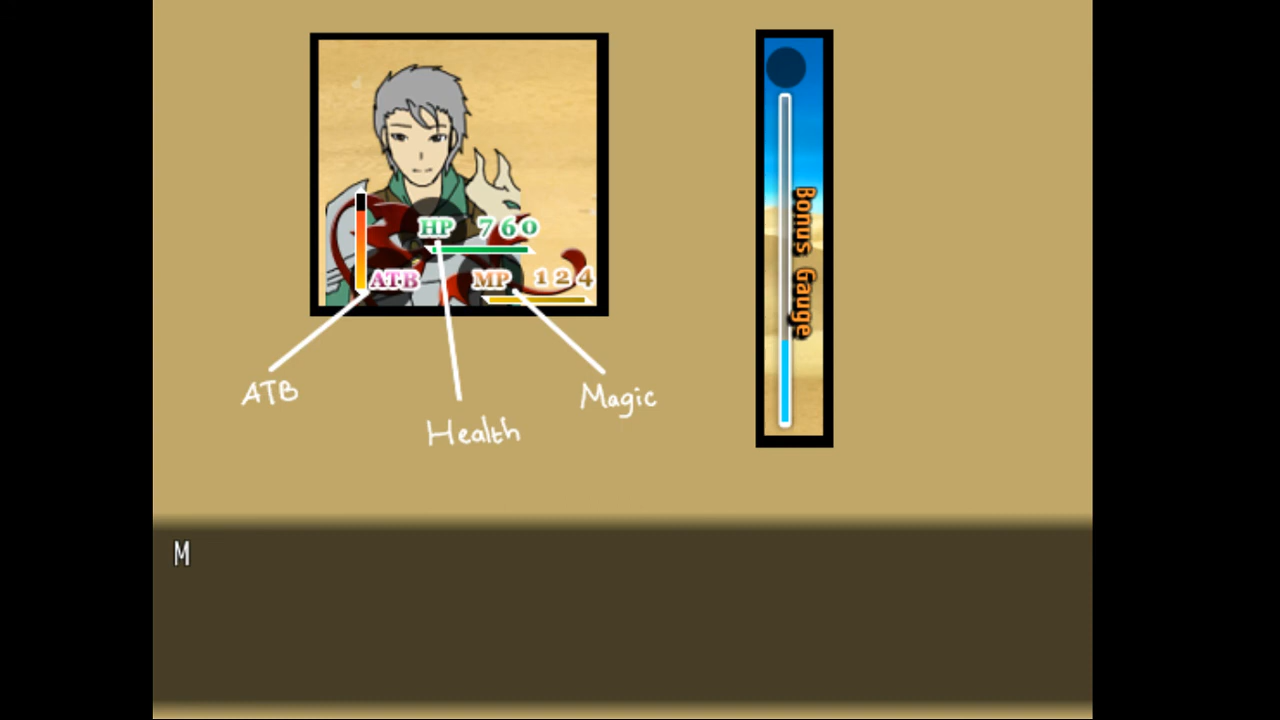 HP 760
ATB MP 124
Bonus Gauge
ATB
Health
Magic
M